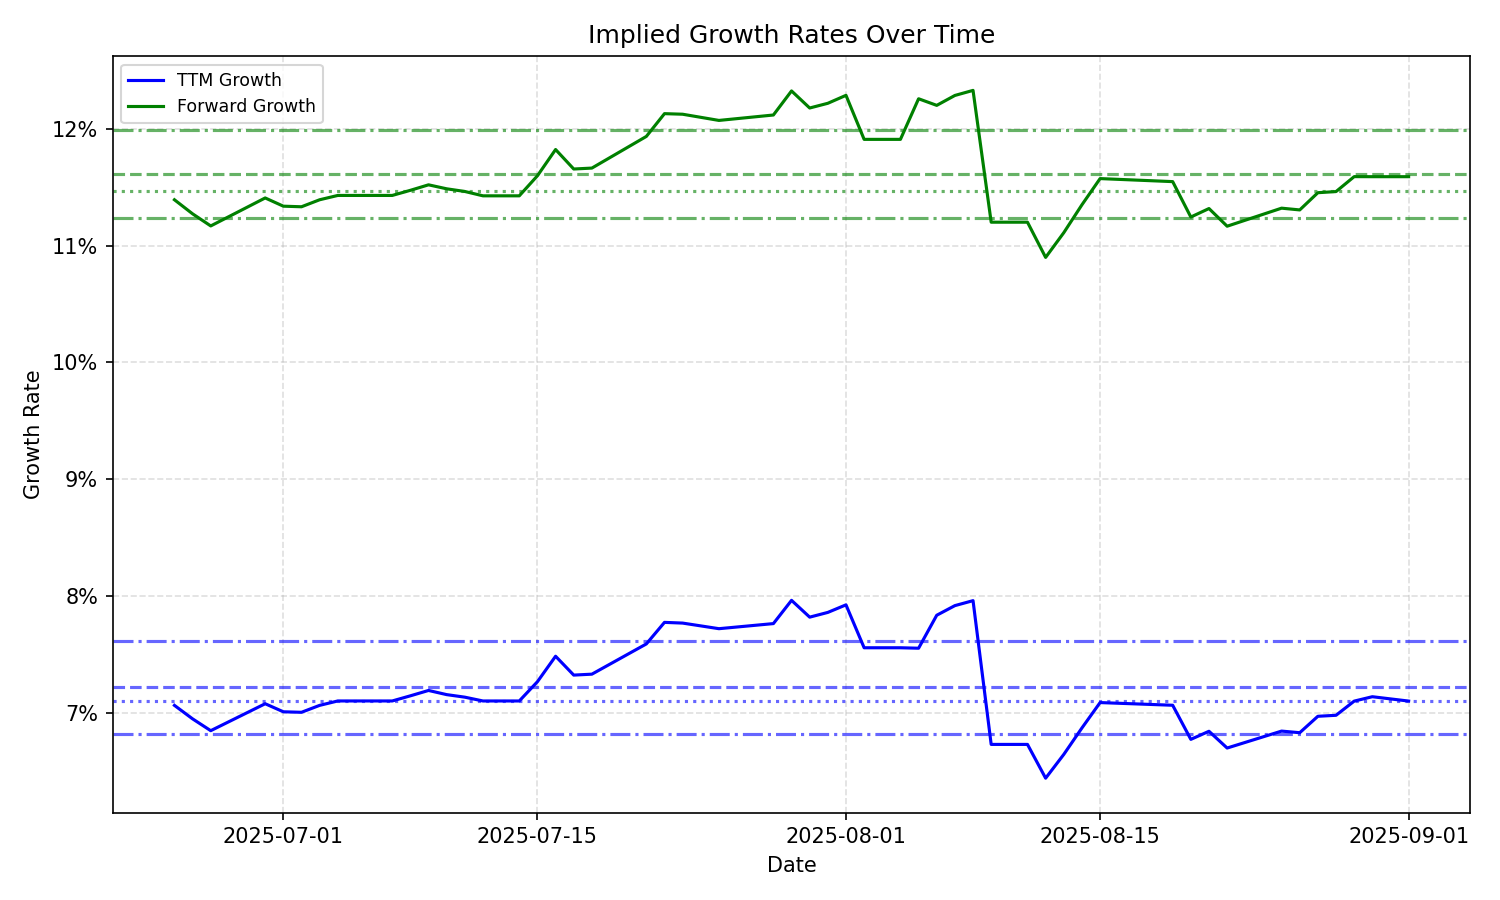 Implied Growth Rates Over Time
TTM Growth
Forward Growth
12%
11%
10%
9%
8%
7%
Growth Rate
2025-07-01
2025-07-15
2025-08-01
2025-08-15
2025-09-01
Date